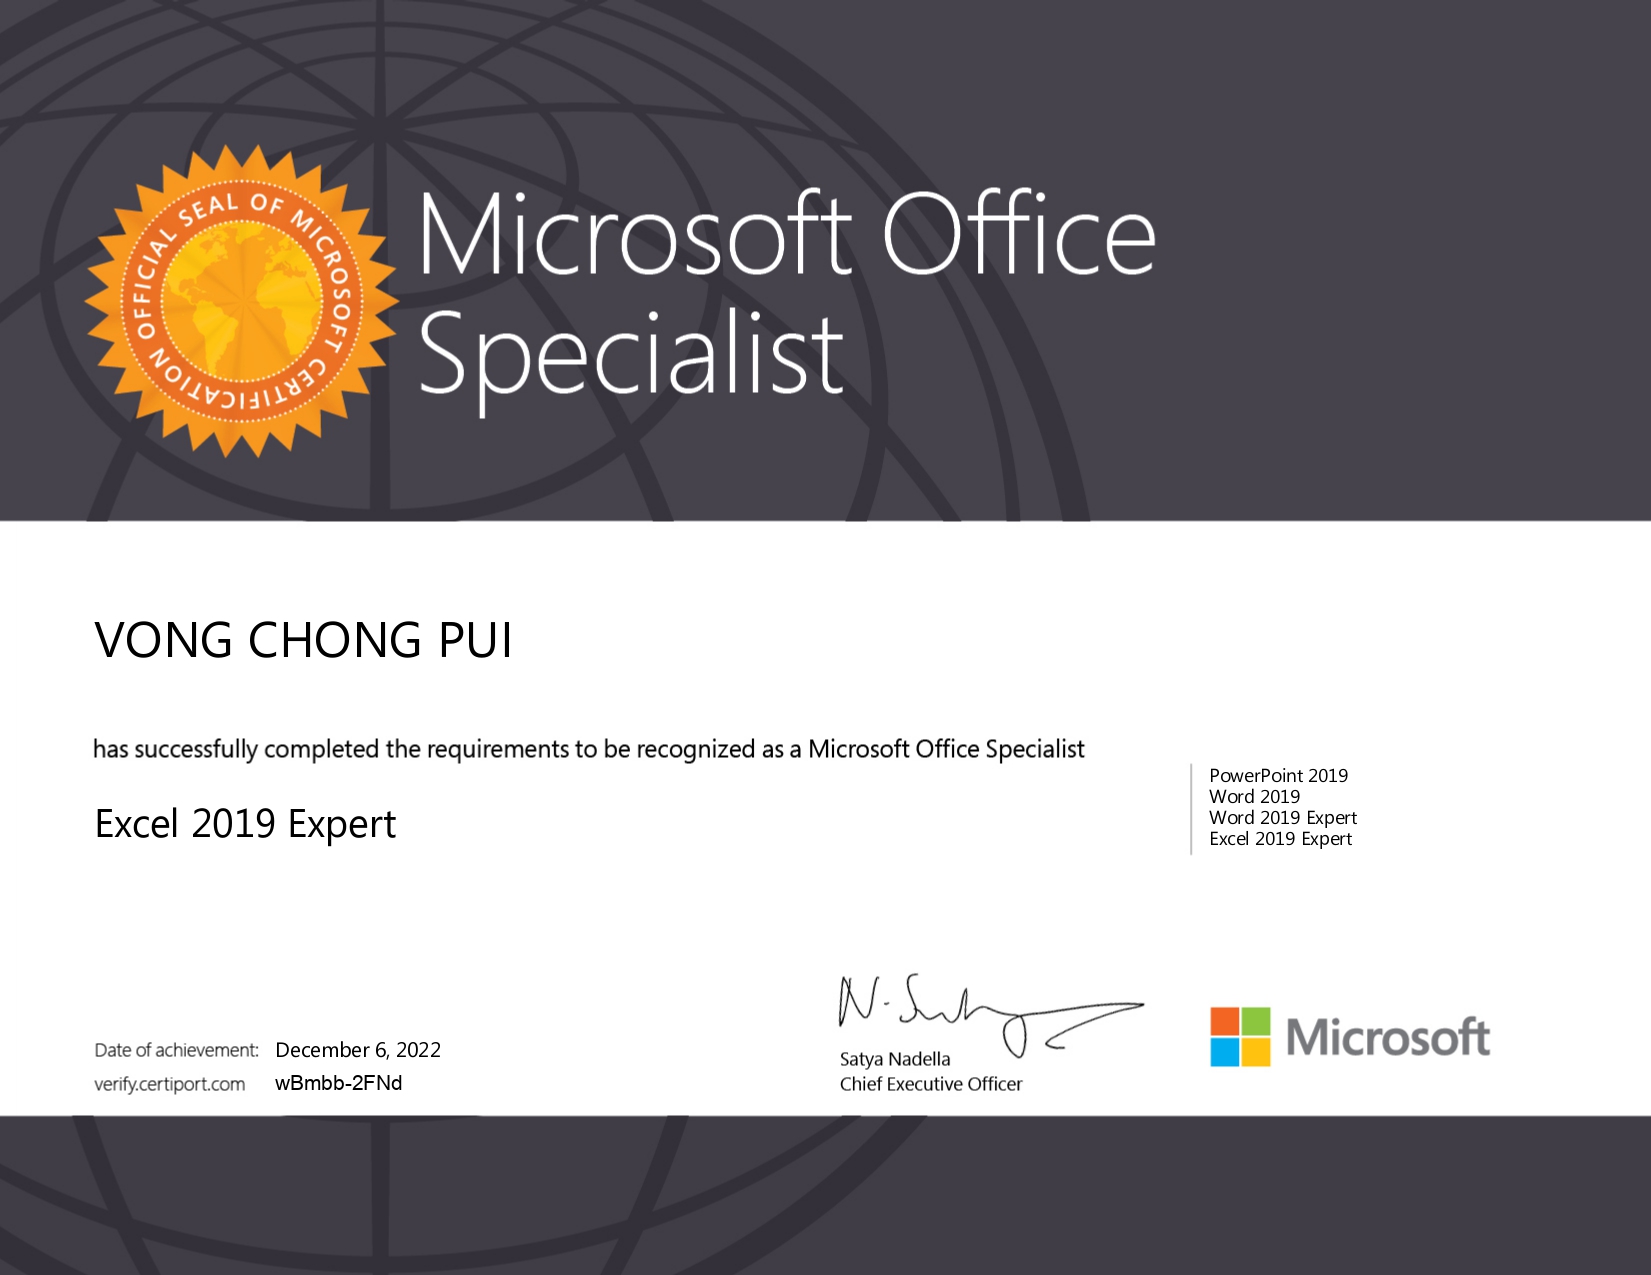 OFFICIAL SEAL OF MICROSOFT CERTIFICATION
Microsoft Office
Specialist
VONG CHONG PUI
has successfully completed the requirements to be recognized as a Microsoft Office Specialist
Excel 2019 Expert
PowerPoint 2019
Word 2019
Word 2019 Expert
Excel 2019 Expert
Satya Nadella
Chief Executive Officer
Microsoft
Date of achievement: December 6, 2022
verify.certiport.com wBmbb-2FNd